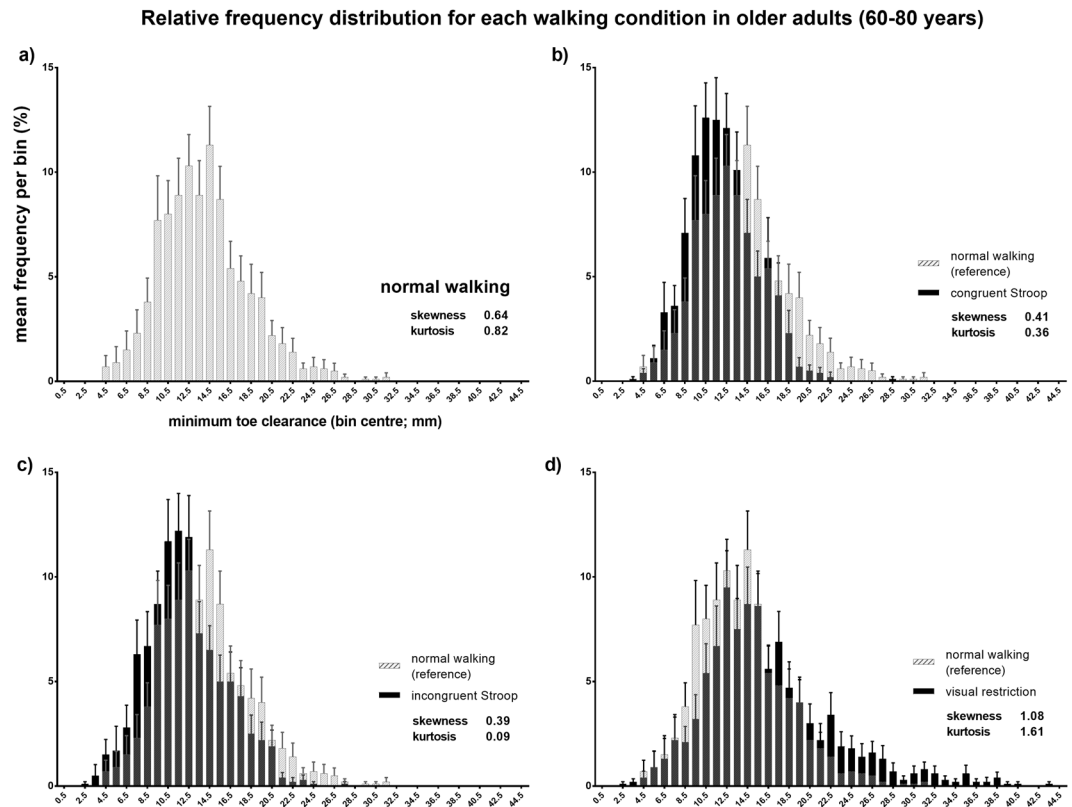 Relative frequency distribution for each walking condition in older adults (60-80 years)
a)
mean frequency per bin (%)
15
10
5
0
normal walking
skewness 0.64
kurtosis 0.82
0.5 2.5 4.5 6.5 8.5 10.5 12.5 14.5 16.5 18.5 20.5 22.5 24.5 26.5 28.5 30.5 32.5 34.5 36.5 38.5 40.5 42.5 44.5
minimum toe clearance (bin centre; mm)
b)
15
10
5
0
normal walking
(reference)
congruent Stroop
skewness 0.41
kurtosis 0.36
0.5 2.5 4.5 6.5 8.5 10.5 12.5 14.5 16.5 18.5 20.5 22.5 24.5 26.5 28.5 30.5 32.5 34.5 36.5 38.5 40.5 42.5 44.5
c)
15
10
5
0
normal walking
(reference)
incongruent Stroop
skewness 0.39
kurtosis 0.09
0.5 2.5 4.5 6.5 8.5 10.5 12.5 14.5 16.5 18.5 20.5 22.5 24.5 26.5 28.5 30.5 32.5 34.5 36.5 38.5 40.5 42.5 44.5
d)
15
10
5
0
normal walking
(reference)
visual restriction
skewness 1.08
kurtosis 1.61
0.5 2.5 4.5 6.5 8.5 10.5 12.5 14.5 16.5 18.5 20.5 22.5 24.5 26.5 28.5 30.5 32.5 34.5 36.5 38.5 40.5 42.5 44.5